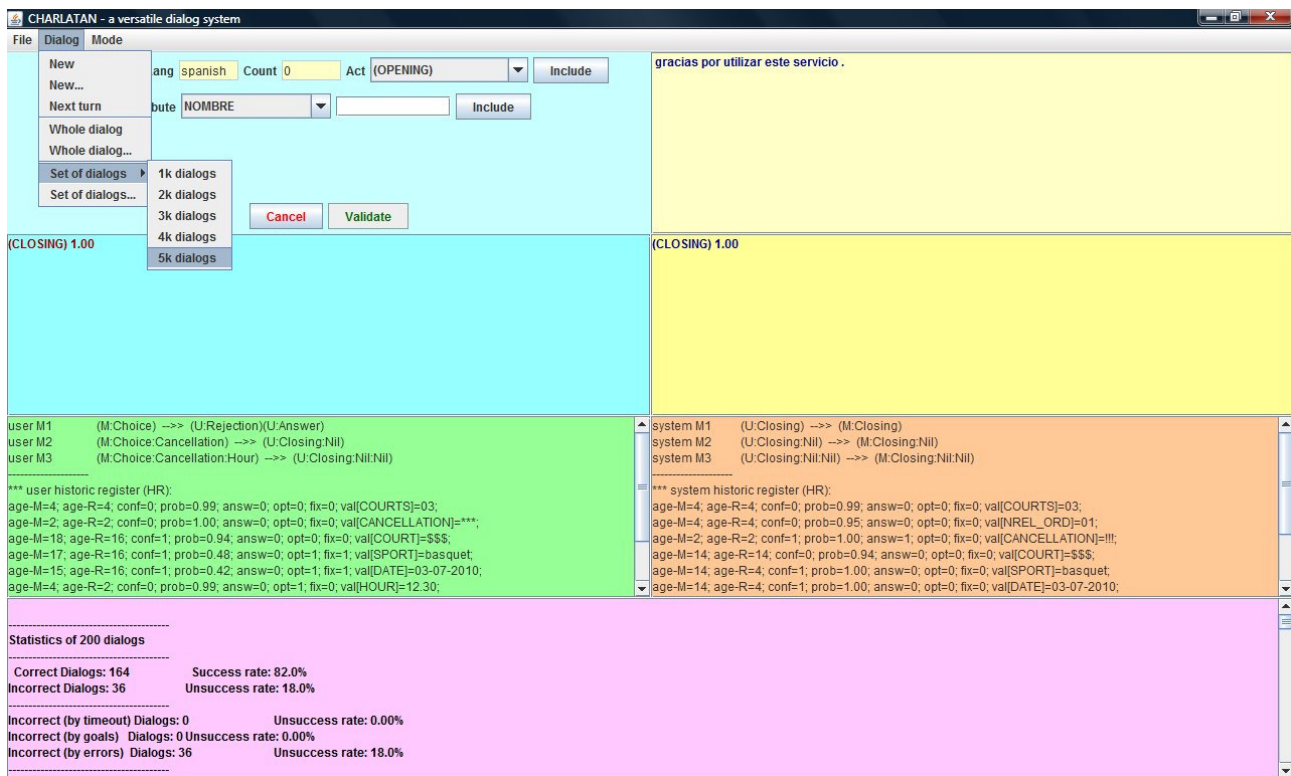 CHARLATAN - a versatile dialog system
File Dialog Mode
New
New...
Next turn
Whole dialog
Whole dialog...
Set of dialogs
Set of dialogs...
1k dialogs
2k dialogs
3k dialogs
4k dialogs
5k dialogs
ang spanish Count 0 Act (OPENING) Include
bute NOMBRE Include
Cancel Validate
gracias por utilizar este servicio .
(CLOSING) 1.00
(CLOSING) 1.00
user M1 (M:Choice) -->> (U:Rejection)(U:Answer)
user M2 (M:Choice:Cancellation) -->> (U:Closing:Nil)
user M3 (M:Choice:Cancellation:Hour) -->> (U:Closing:Nil:Nil)
--------------------
*** user historic register (HR):
age-M=4; age-R=4; conf=0; prob=0.99; answ=0; opt=0; fix=0; val[COURTS]=03;
age-M=2; age-R=2; conf=0; prob=1.00; answ=0; opt=0; fix=0; val[CANCELLATION]=***;
age-M=18; age-R=16; conf=1; prob=0.94; answ=0; opt=0; fix=0; val[COURT]=$$$;
age-M=17; age-R=16; conf=1; prob=0.48; answ=0; opt=1; fix=1; val[SPORT]=basquet;
age-M=15; age-R=16; conf=1; prob=0.42; answ=0; opt=1; fix=1; val[DATE]=03-07-2010;
age-M=4; age-R=2; conf=0; prob=0.99; answ=0; opt=1; fix=0; val[HOUR]=12.30;
system M1 (U:Closing) -->> (M:Closing)
system M2 (U:Closing:Nil) -->> (M:Closing:Nil)
system M3 (U:Closing:Nil:Nil) -->> (M:Closing:Nil:Nil)
--------------------
*** system historic register (HR):
age-M=4; age-R=4; conf=0; prob=0.99; answ=0; opt=0; fix=0; val[COURTS]=03;
age-M=4; age-R=4; conf=0; prob=0.95; answ=0; opt=0; fix=0; val[NREL_ORD]=01;
age-M=2; age-R=2; conf=1; prob=1.00; answ=1; opt=0; fix=0; val[CANCELLATION]=!!!;
age-M=14; age-R=14; conf=0; prob=0.94; answ=0; opt=0; fix=0; val[COURT]=$$$;
age-M=14; age-R=4; conf=1; prob=1.00; answ=0; opt=0; fix=0; val[SPORT]=basquet;
age-M=14; age-R=4; conf=1; prob=1.00; answ=0; opt=0; fix=0; val[DATE]=03-07-2010;
----------------------------------------
Statistics of 200 dialogs
----------------------------------------
Correct Dialogs: 164 Success rate: 82.0%
Incorrect Dialogs: 36 Unsuccess rate: 18.0%
----------------------------------------
Incorrect (by timeout) Dialogs: 0 Unsuccess rate: 0.00%
Incorrect (by goals) Dialogs: 0 Unsuccess rate: 0.00%
Incorrect (by errors) Dialogs: 36 Unsuccess rate: 18.0%
----------------------------------------